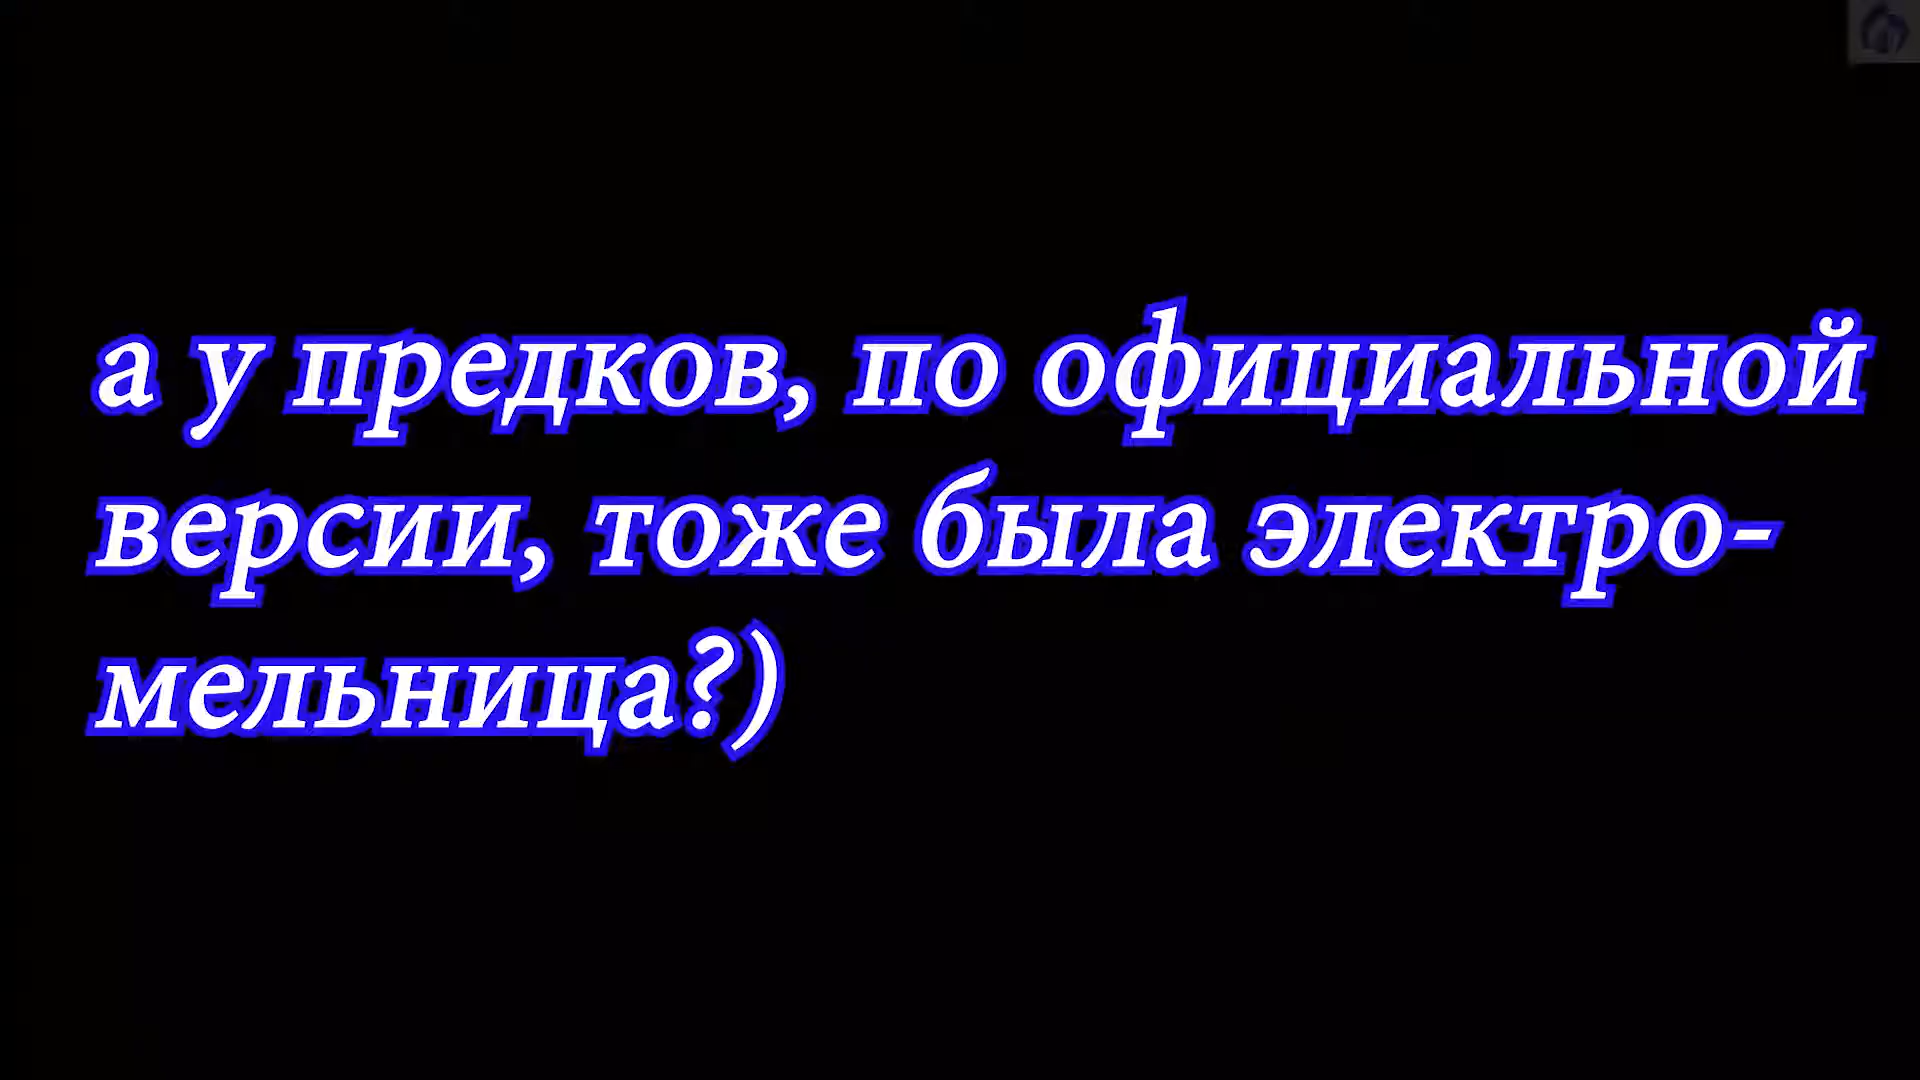 а у предков, по официальной
версии, тоже была электро-
мельница?)